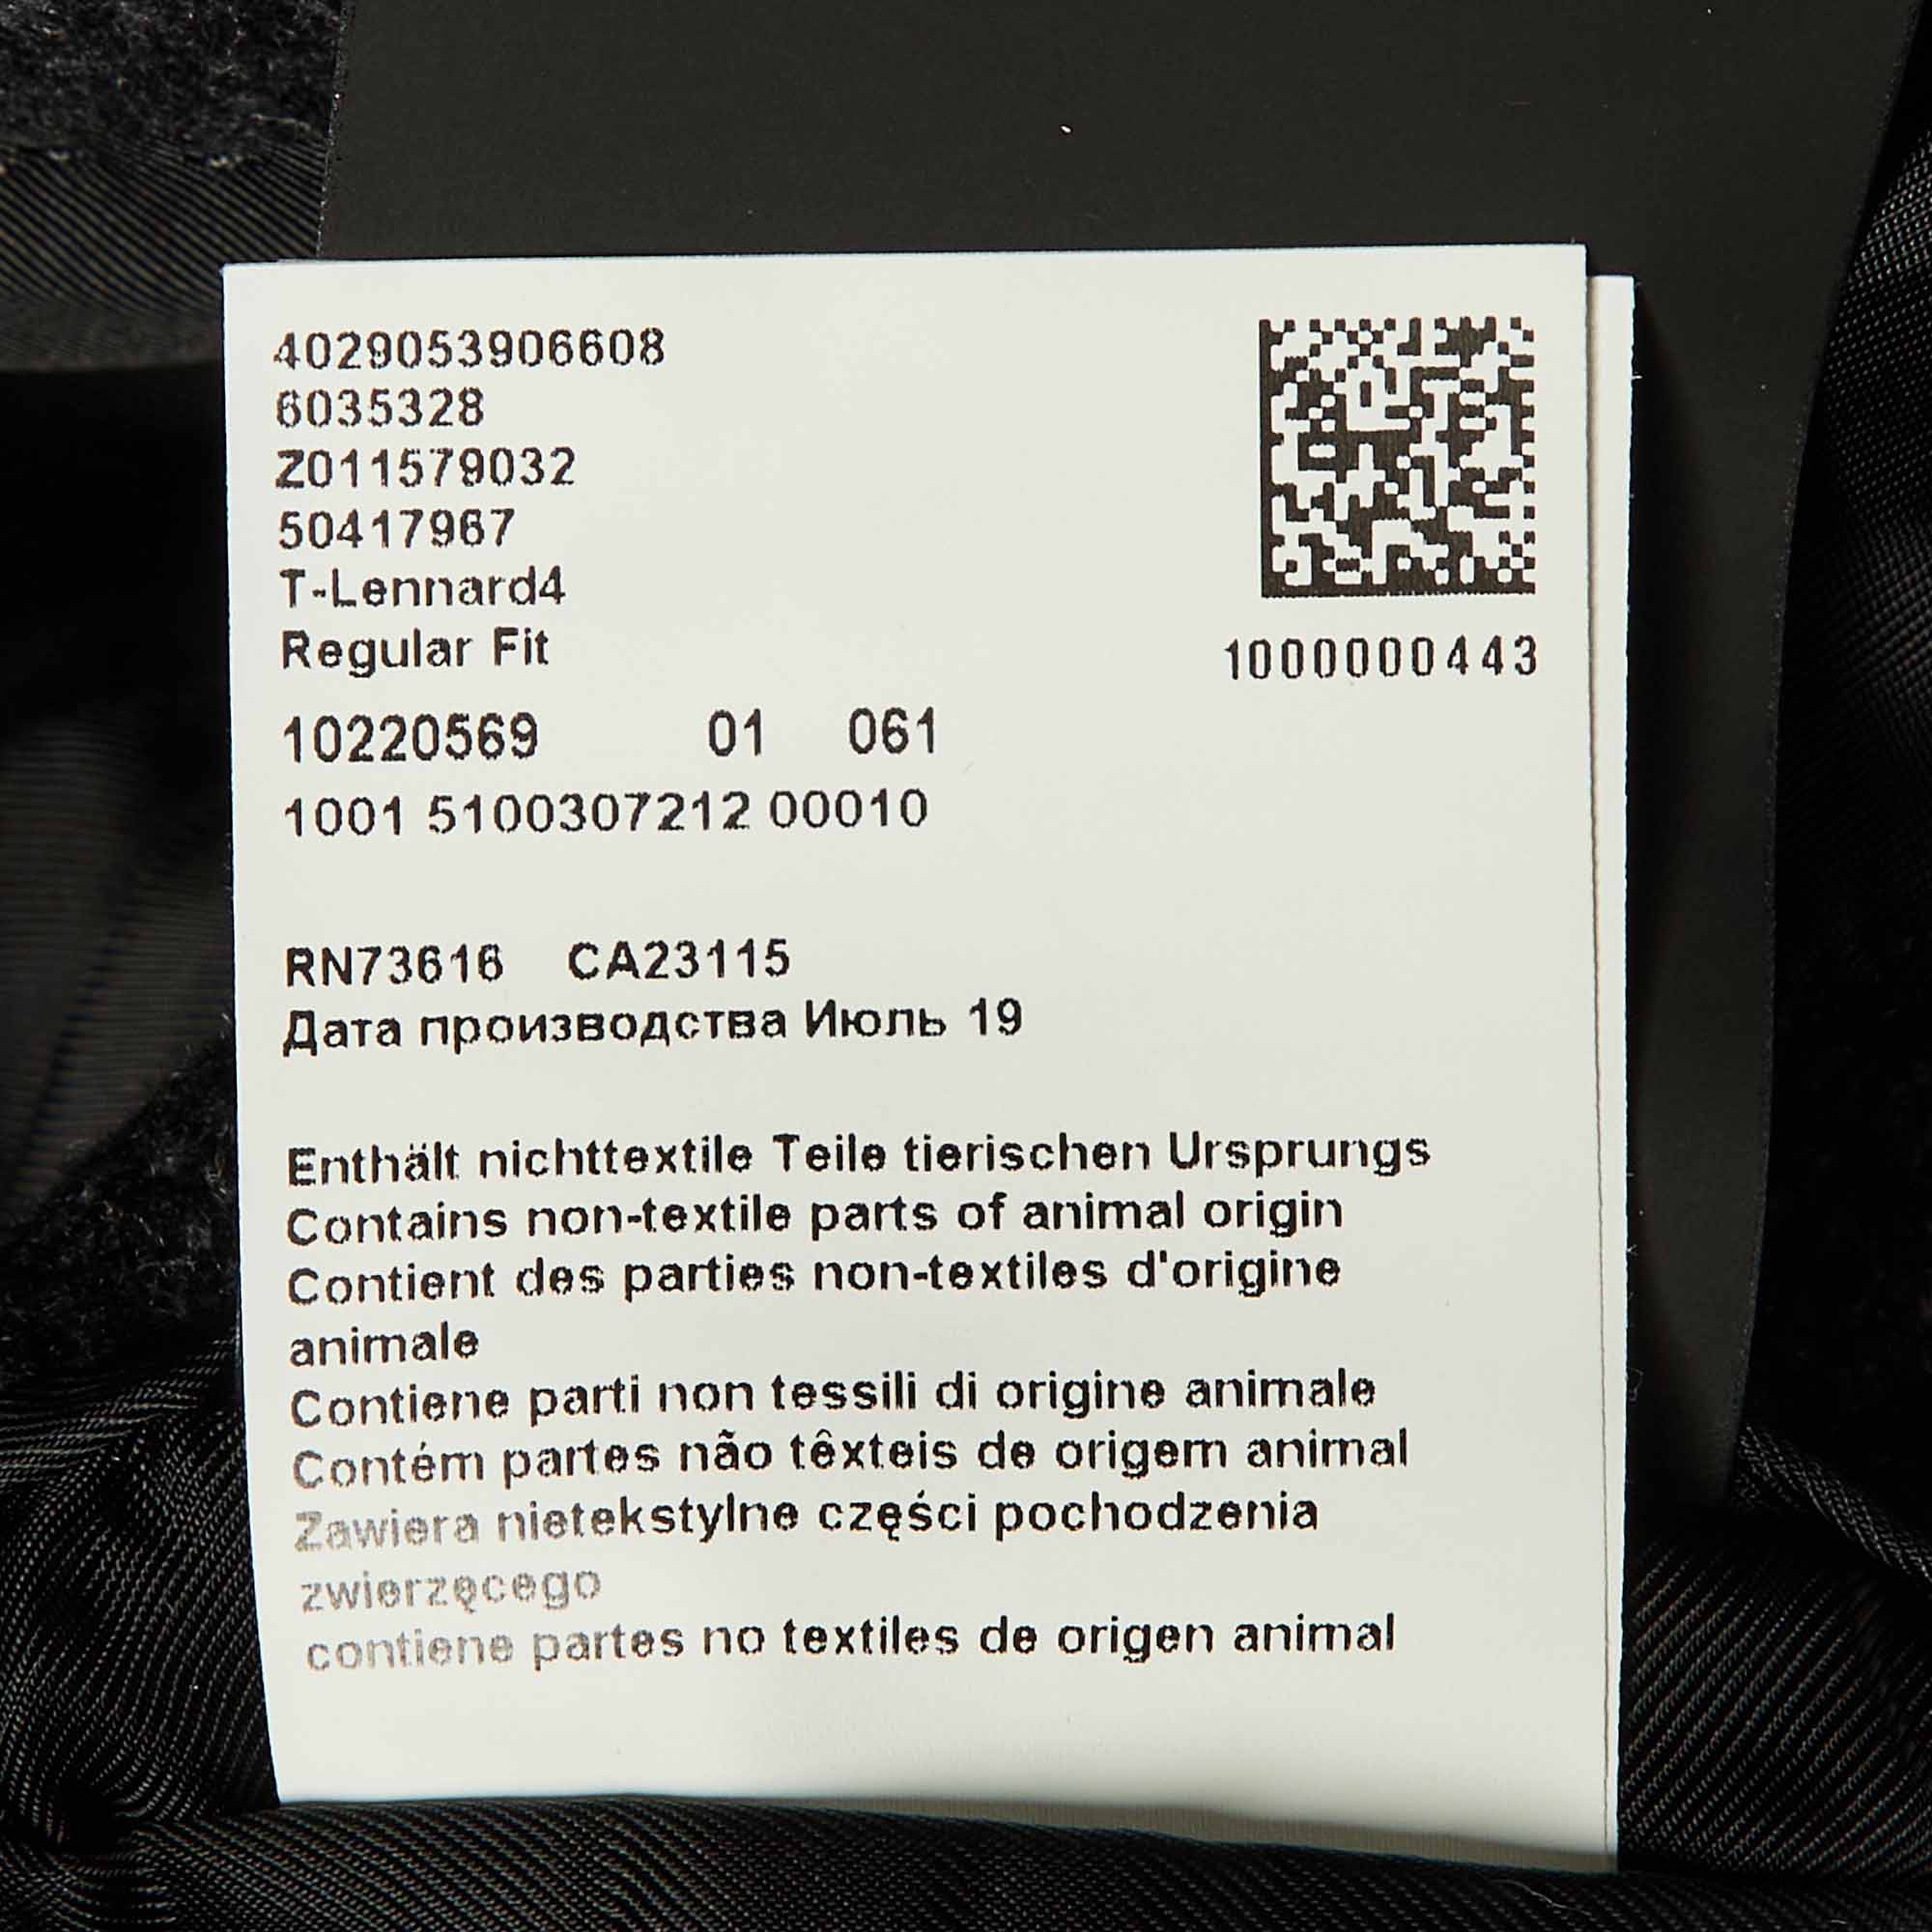 4029053906608
6035328
Z011579032
50417967
T-Lennard4
Regular Fit
1000000443
10220569 01 061
1001 5100307212 00010
RN73616 CA23115
Дата производства Июль 19
Enthält nichttextile Teile tierischen Ursprungs
Contains non-textile parts of animal origin
Contient des parties non-textiles d'origine
animale
Contiene parti non tessili di origine animale
Contém partes não têxteis de origem animal
Zawiera nietekstylne części pochodzenia
zwierzęcego
contiene partes no textiles de origen animal